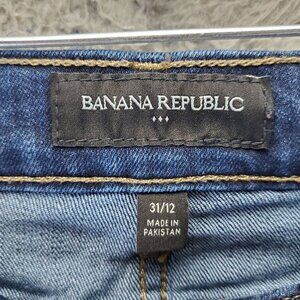 BANANA REPUBLIC
31/12
MADE IN
PAKISTAN